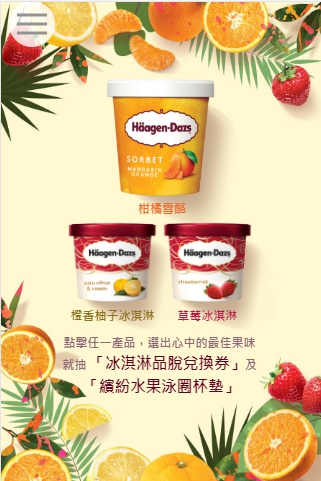 Häagen-Dazs
SORBET
MANDARIN
ORANGE
柑橘雪酪
Häagen-Dazs
yuzu citrus
& cream
Häagen-Dazs
strawberries
橙香柚子冰淇淋
草莓冰淇淋
點擊任一產品，選出心中的最佳果味
就抽「冰淇淋品脫兌換券」及
「繽紛水果泳圈杯墊」